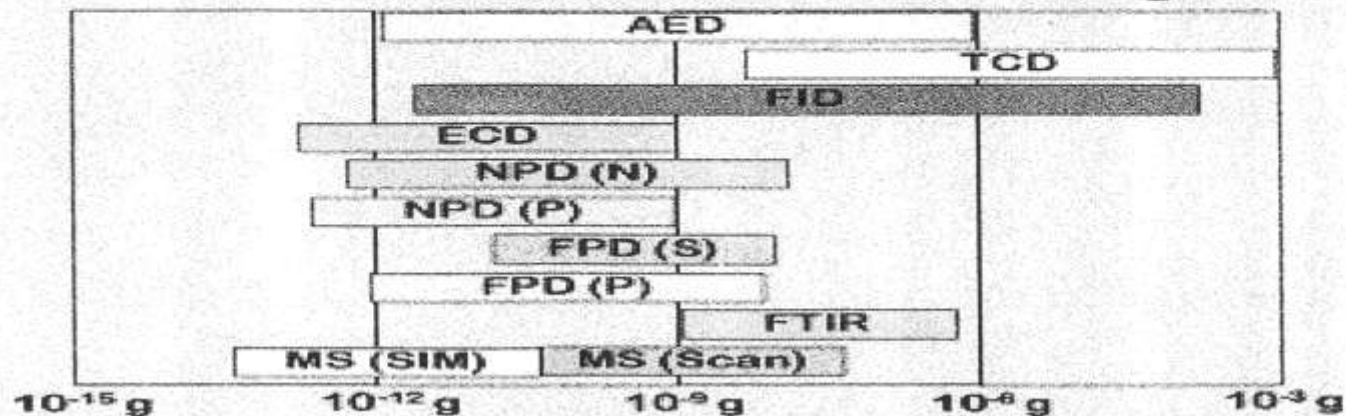 AED
TCD
FID
ECD
NPD (N)
NPD (P)
FPD (S)
FPD (P)
FTIR
MS (SIM) MS (Scan)
10-15 g 10-12 g 10-9 g 10-6 g 10-3 g